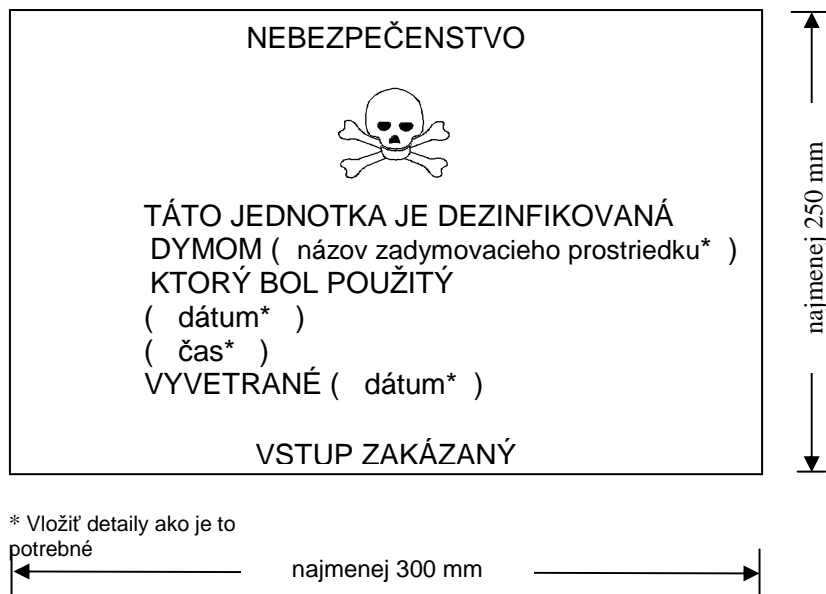 NEBEZPEČENSTVO
TÁTO JEDNOTKA JE DEZINFIKOVANÁ
DYMOM ( názov zadymovacieho prostriedku* )
KTORÝ BOL POUŽITÝ
( dátum* )
( čas* )
VYVETRANÉ ( dátum* )
VSTUP ZAKÁZANÝ
najmenej 250 mm
* Vložiť detaily ako je to
potrebné
najmenej 300 mm